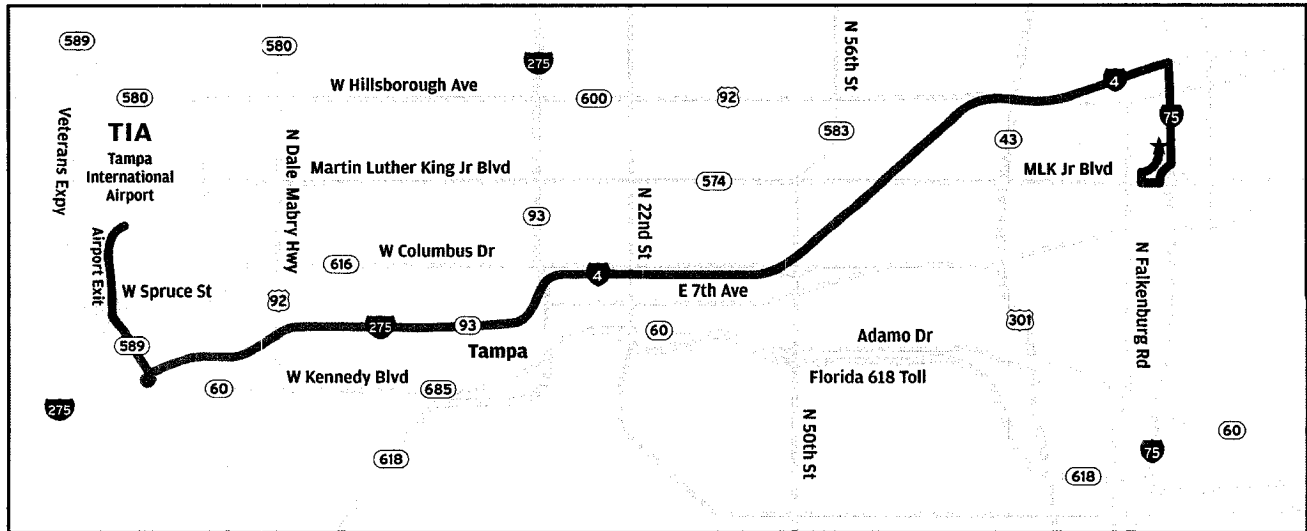 589
580
275
N 56th St
W Hillsborough Ave
4
580
600
92
75
Veterans Expy
TIA
Tampa
International
Airport
N Dale Mabry Hwy
583
43
Martin Luther King Jr Blvd
574
MLK Jr Blvd
N 22nd St
93
Airport Exit
W Columbus Dr
616
4
N Falkenburg Rd
W Spruce St
E 7th Ave
92
275
93
60
301
589
Tampa
Adamo Dr
W Kennedy Blvd
Florida 618 Toll
60
685
275
N 50th St
60
618
75
618